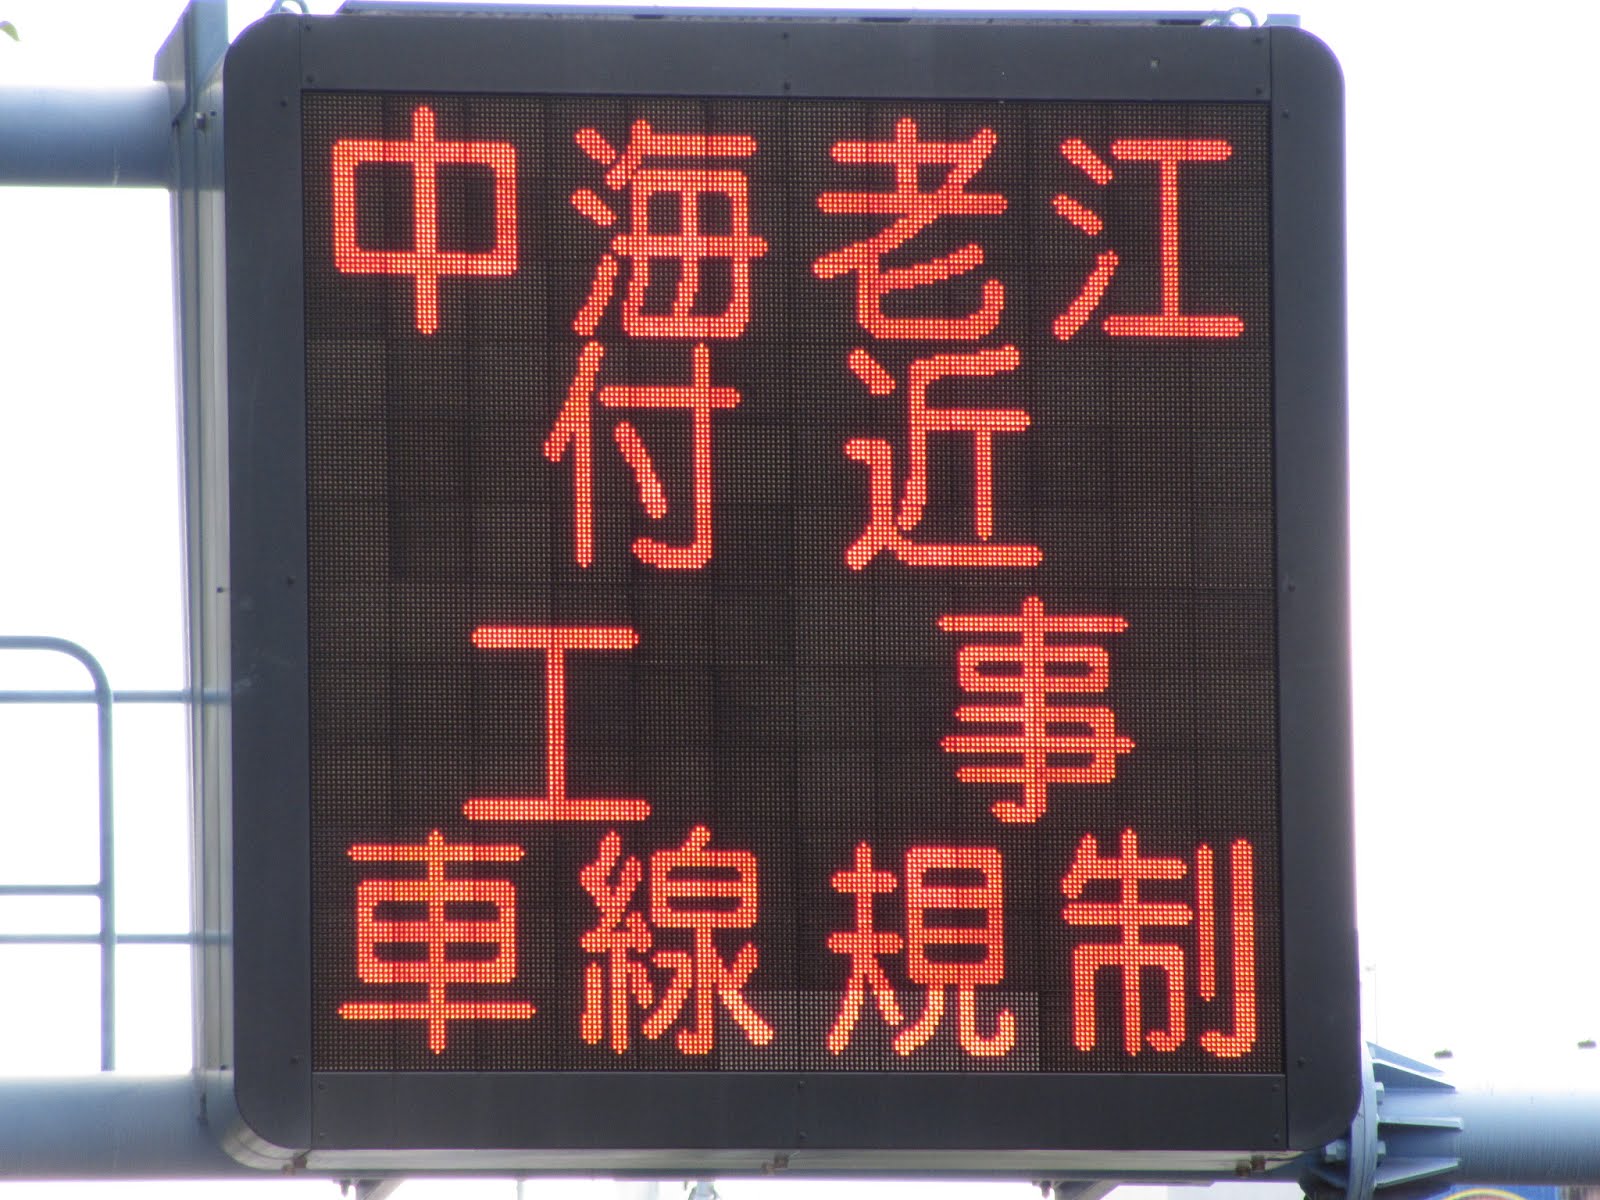 中海老江
付近
工事
車線規制